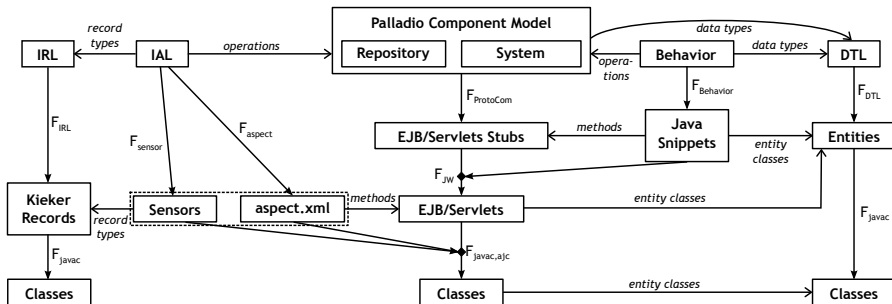 Palladio Component Model
data types
record
types
IRL
IAL
operations
Repository
System
opera-
tions
Behavior
data types
DTL
F_IRL
F_sensor
F_aspect
F_ProtoCom
F_Behavior
F_DTL
EJB/Servlets Stubs
methods
Java
Snippets
entity
classes
Entities
F_JW
Kieker
Records
record
types
Sensors
aspect.xml
methods
EJB/Servlets
entity classes
F_javac
F_javac,ajc
F_javac
Classes
Classes
entity classes
Classes